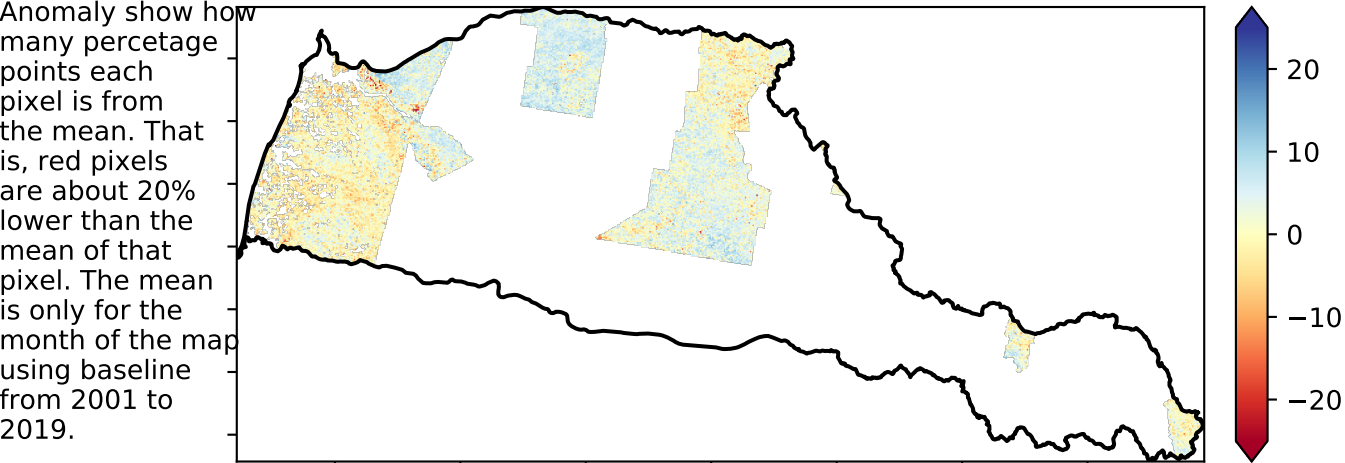 Anomaly show how
many percetage
points each
pixel is from
the mean. That
is, red pixels
are about 20%
lower than the
mean of that
pixel. The mean
is only for the
month of the map
using baseline
from 2001 to
2019.
20
10
0
−10
−20